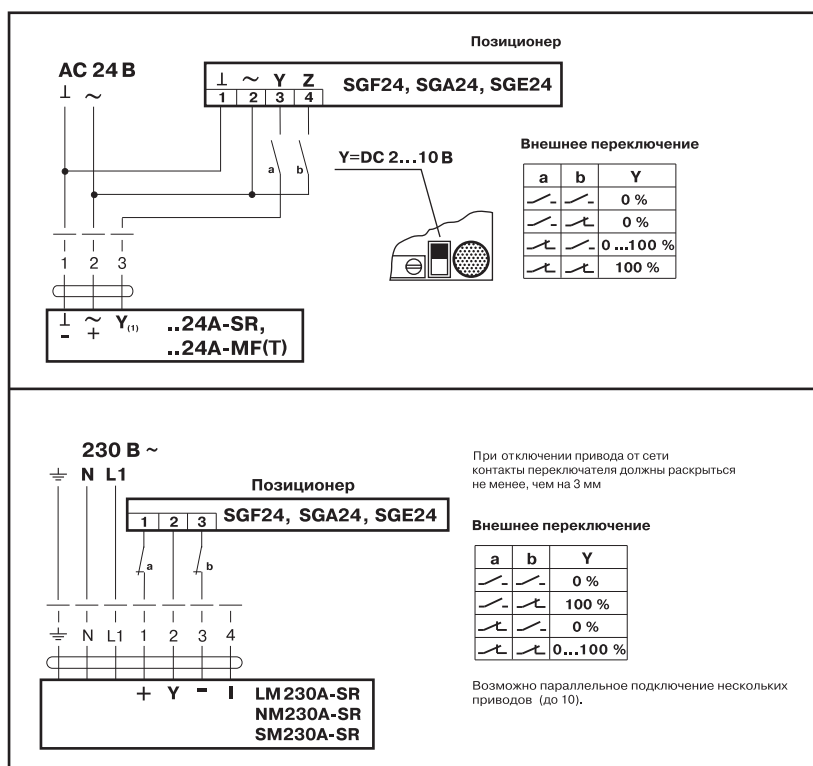 Позиционер
AC 24 В
⊥ ~
⊥ ~ Y Z
1 2 3 4
SGF24, SGA24, SGE24
a b
Y=DC 2...10 В
Внешнее переключение
a b Y
0 %
0 %
0 ...100 %
100 %
1 2 3
⊥ ~ Y(1)
- +
..24A-SR,
..24A-MF(T)
230 В ~
N L1
Позиционер
1 2 3
SGF24, SGA24, SGE24
a b
N L1 1 2 3 4
+ Y - I
LM230A-SR
NM230A-SR
SM230A-SR
При отключении привода от сети
контакты переключателя должны раскрыться
не менее, чем на 3 мм
Внешнее переключение
a b Y
0 %
100 %
0 %
0...100 %
Возможно параллельное подключение нескольких
приводов (до 10).